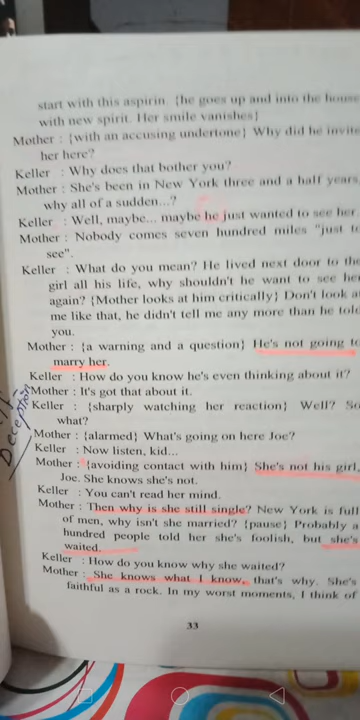 start with this aspirin. {he goes up and into the house
with new spirit. Her smile vanishes}
Mother : {with an accusing undertone} Why did he invite
her here?
Keller : Why does that bother you?
Mother : She's been in New York three and a half years,
why all of a sudden...?
Keller : Well, maybe... maybe he just wanted to see her
Mother : Nobody comes seven hundred miles "just to
see".
Keller : What do you mean? He lived next door to the
girl all his life, why shouldn't he want to see her
again? {Mother looks at him critically} Don't look a
me like that, he didn't tell me any more than he told
you.
Mother : {a warning and a question} He's not going to
marry her.
Keller : How do you know he's even thinking about it?
Mother : It's got that about it.
Keller : {sharply watching her reaction} Well? So
what?
Mother : {alarmed} What's going on here Joe?
Keller : Now listen, kid...
Mother : {avoiding contact with him} She's not his girl,
Joe. She knows she's not.
Keller : You can't read her mind.
Mother : Then why is she still single? New York is full
of men, why isn't she married? {pause} Probably a
hundred people told her she's foolish, but she's
waited.
Keller : How do you know why she waited?
Mother : She knows what I know, that's why. She's
faithful as a rock. In my worst moments, I think of
33
Deception